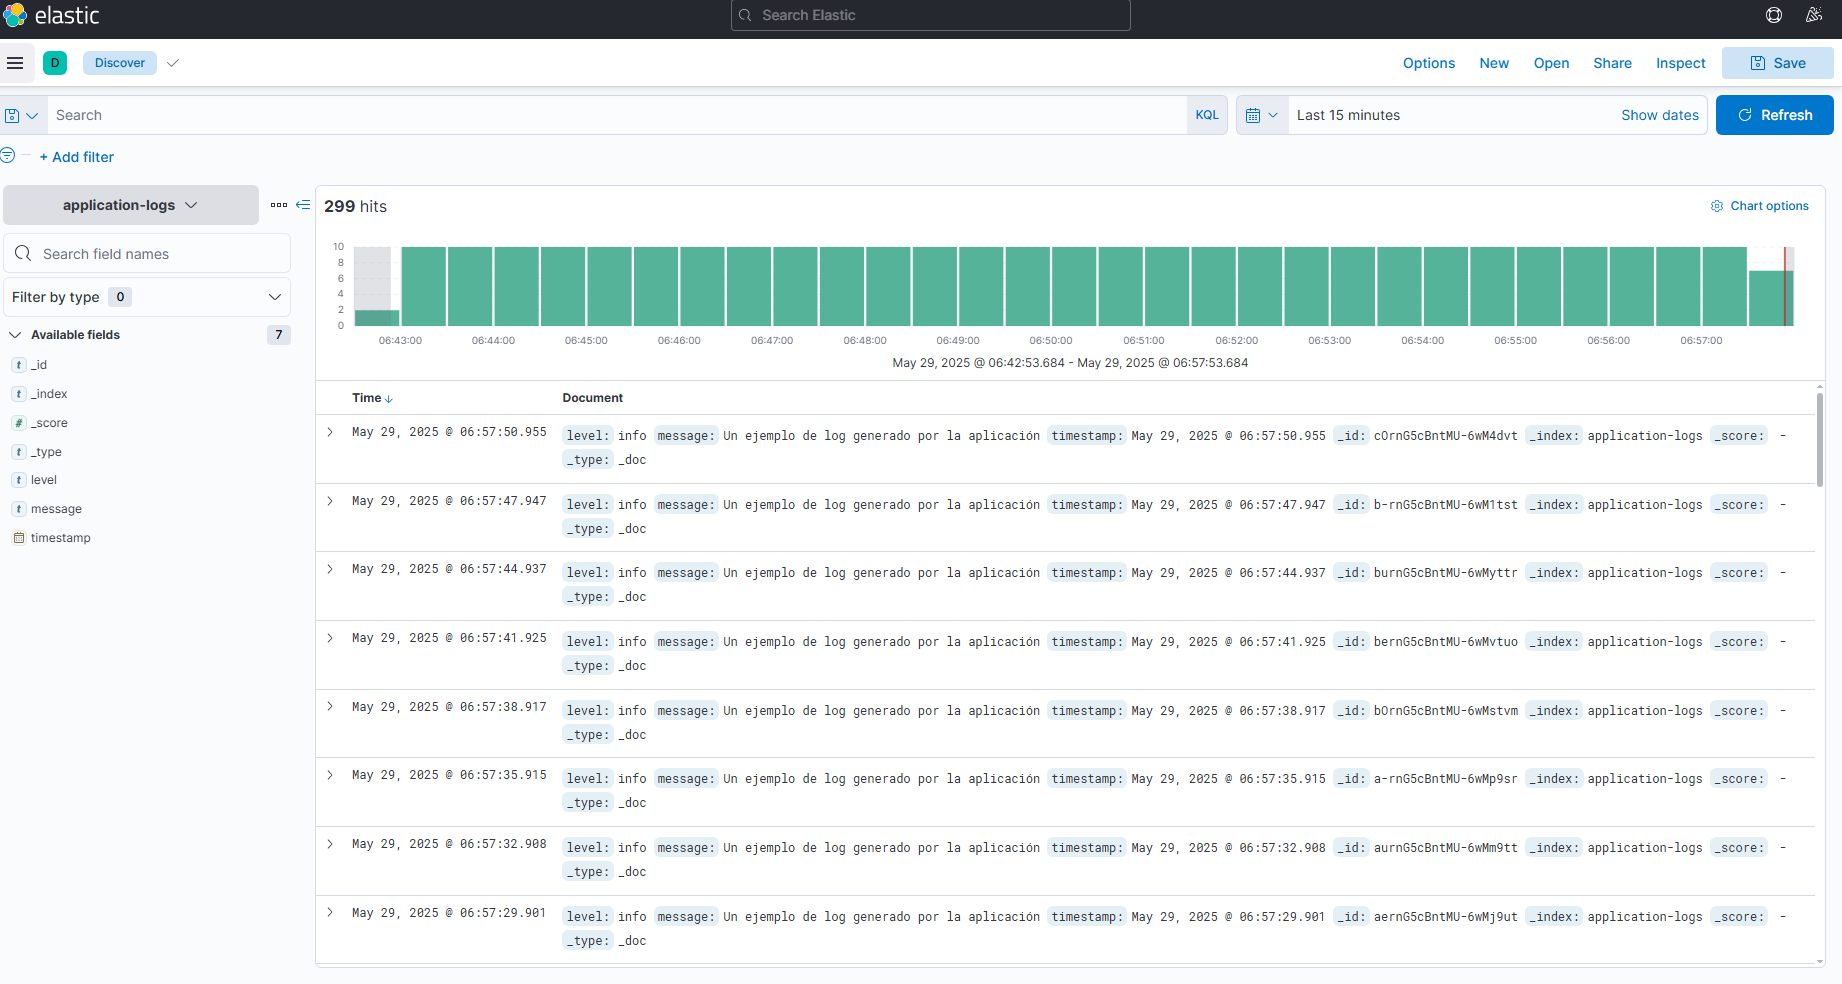 elastic
Search Elastic
D Discover
Options New Open Share Inspect Save
Search KQL Last 15 minutes Show dates Refresh
+ Add filter
application-logs
299 hits
Chart options
Search field names
Filter by type 0
Available fields 7
t _id
t _index
# _score
t _type
t level
t message
timestamp
10
8
6
4
2
0
06:43:00 06:44:00 06:45:00 06:46:00 06:47:00 06:48:00 06:49:00 06:50:00 06:51:00 06:52:00 06:53:00 06:54:00 06:55:00 06:56:00 06:57:00
May 29, 2025 @ 06:42:53.684 - May 29, 2025 @ 06:57:53.684
Time Document
May 29, 2025 @ 06:57:50.955 level: info message: Un ejemplo de log generado por la aplicación timestamp: May 29, 2025 @ 06:57:50.955 _id: cOrnG5cBntMU-6wM4dvt _index: application-logs _score: -
_type: _doc
May 29, 2025 @ 06:57:47.947 level: info message: Un ejemplo de log generado por la aplicación timestamp: May 29, 2025 @ 06:57:47.947 _id: b-rnG5cBntMU-6wM1tst _index: application-logs _score: -
_type: _doc
May 29, 2025 @ 06:57:44.937 level: info message: Un ejemplo de log generado por la aplicación timestamp: May 29, 2025 @ 06:57:44.937 _id: burnG5cBntMU-6wMyttr _index: application-logs _score: -
_type: _doc
May 29, 2025 @ 06:57:41.925 level: info message: Un ejemplo de log generado por la aplicación timestamp: May 29, 2025 @ 06:57:41.925 _id: bernG5cBntMU-6wMvtuo _index: application-logs _score: -
_type: _doc
May 29, 2025 @ 06:57:38.917 level: info message: Un ejemplo de log generado por la aplicación timestamp: May 29, 2025 @ 06:57:38.917 _id: bOrnG5cBntMU-6wMstvm _index: application-logs _score: -
_type: _doc
May 29, 2025 @ 06:57:35.915 level: info message: Un ejemplo de log generado por la aplicación timestamp: May 29, 2025 @ 06:57:35.915 _id: a-rnG5cBntMU-6wMp9sr _index: application-logs _score: -
_type: _doc
May 29, 2025 @ 06:57:32.908 level: info message: Un ejemplo de log generado por la aplicación timestamp: May 29, 2025 @ 06:57:32.908 _id: aurnG5cBntMU-6wMm9tt _index: application-logs _score: -
_type: _doc
May 29, 2025 @ 06:57:29.901 level: info message: Un ejemplo de log generado por la aplicación timestamp: May 29, 2025 @ 06:57:29.901 _id: aernG5cBntMU-6wMj9ut _index: application-logs _score: -
_type: _doc